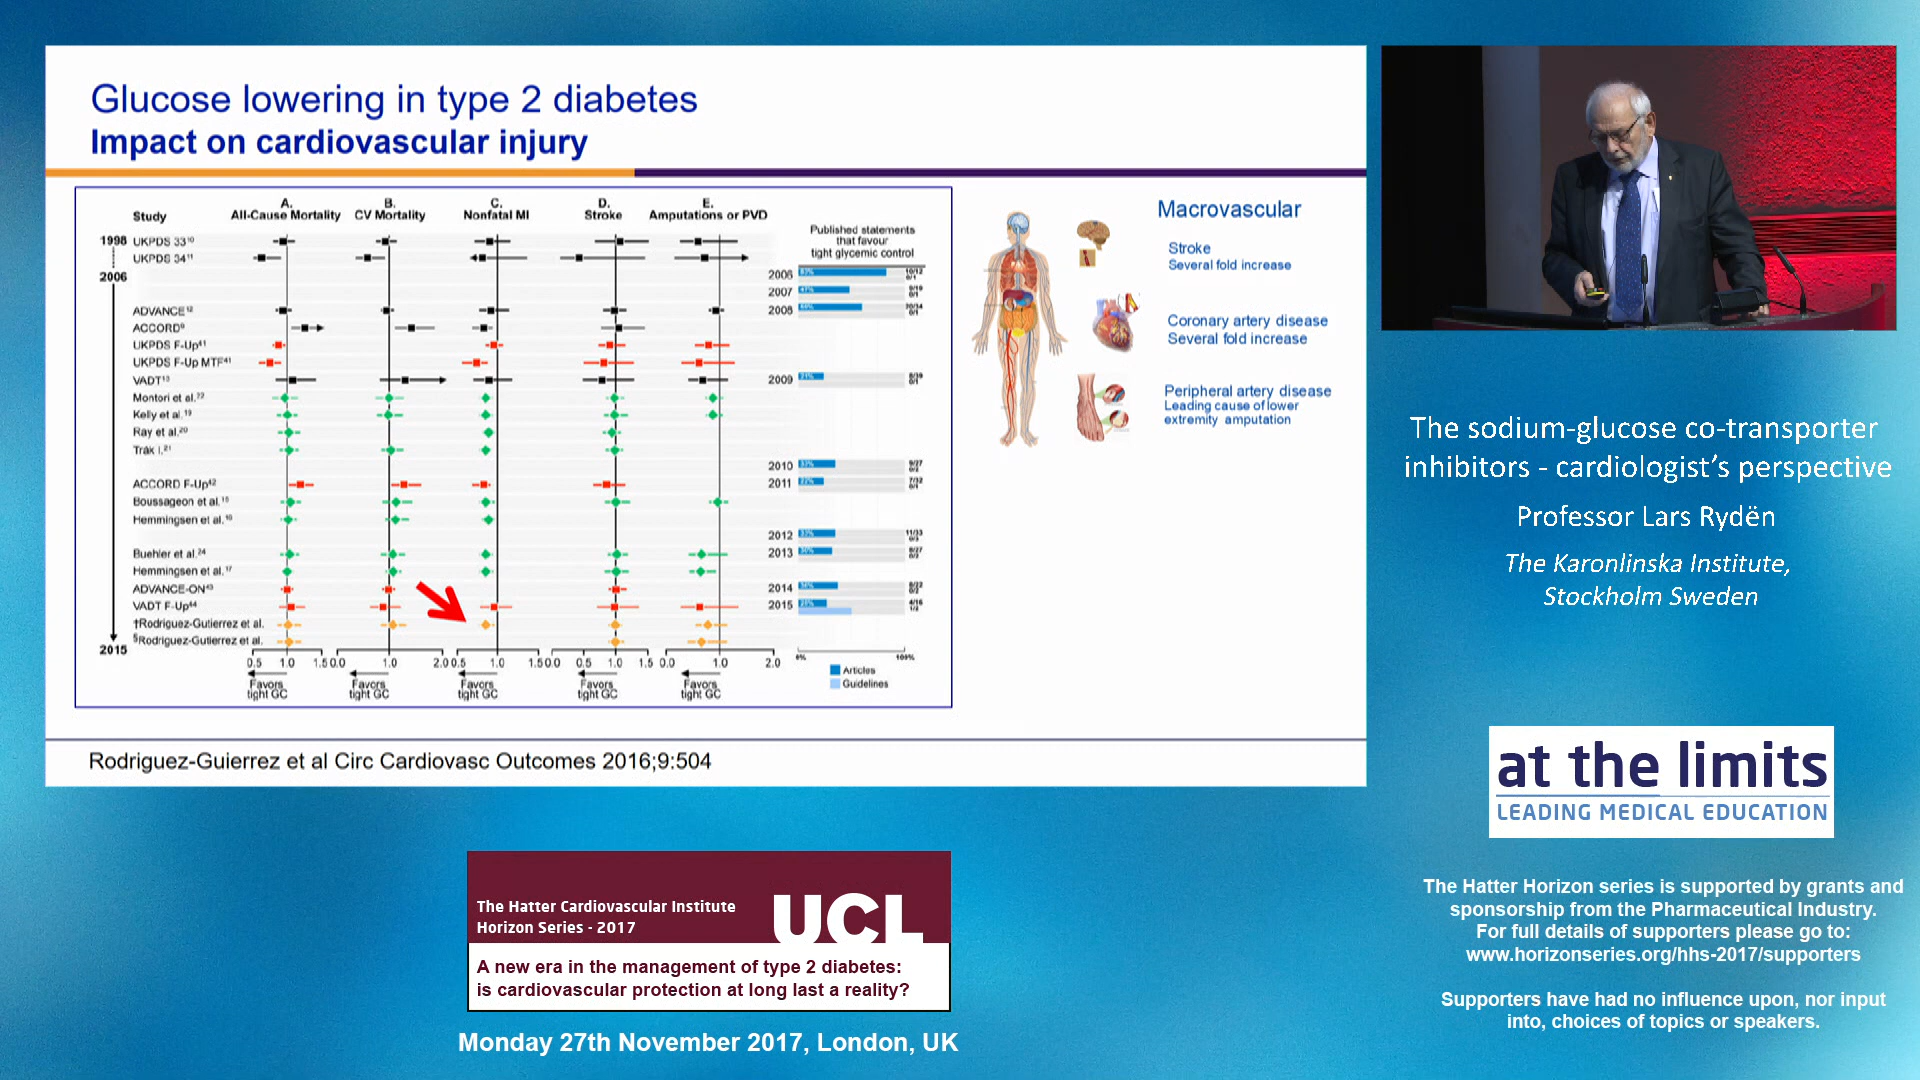 Glucose lowering in type 2 diabetes
Impact on cardiovascular injury
Study
A.
All-Cause Mortality
B.
CV Mortality
C.
Nonfatal MI
D.
Stroke
E.
Amputations or PVD
Published statements
that favour
tight glycemic control
1998
UKPDS 33
UKPDS 34
2006
ADVANCE
ACCORD
UKPDS F-Up
UKPDS F-Up MTF
VADT
Montori et al.
Kelly et al.
Ray et al.
ACCORD F-Up
Boussageon et al.
Hemmingsen et al.
Buehler et al.
Hemmingsen et al.
ADVANCE-ON
VADT F-Up
†Rodriguez-Gutierrez et al.
§Rodriguez-Gutierrez et al.
2015
2006
2007
2008
2009
2010
2011
2012
2013
2014
2015
0.5 1.0 1.5
0.0 1.0 2.0
0.5 1.0 1.5
0.0 0.5 1.0 1.5
0.0 1.0 2.0
0% 100%
Favors
tight GC
Favors
tight GC
Favors
tight GC
Favors
tight GC
Favors
tight GC
Articles
Guidelines
Macrovascular
Stroke
Several fold increase
Coronary artery disease
Several fold increase
Peripheral artery disease
Leading cause of lower
extremity amputation
Rodriguez-Guierrez et al Circ Cardiovasc Outcomes 2016;9:504
The sodium-glucose co-transporter
inhibitors - cardiologist's perspective
Professor Lars Rydën
The Karonlinska Institute,
Stockholm Sweden
at the limits
LEADING MEDICAL EDUCATION
The Hatter Horizon series is supported by grants and
sponsorship from the Pharmaceutical Industry.
For full details of supporters please go to:
www.horizonseries.org/hhs-2017/supporters
Supporters have had no influence upon, nor input
into, choices of topics or speakers.
The Hatter Cardiovascular Institute
Horizon Series - 2017
UCL
A new era in the management of type 2 diabetes:
is cardiovascular protection at long last a reality?
Monday 27th November 2017, London, UK